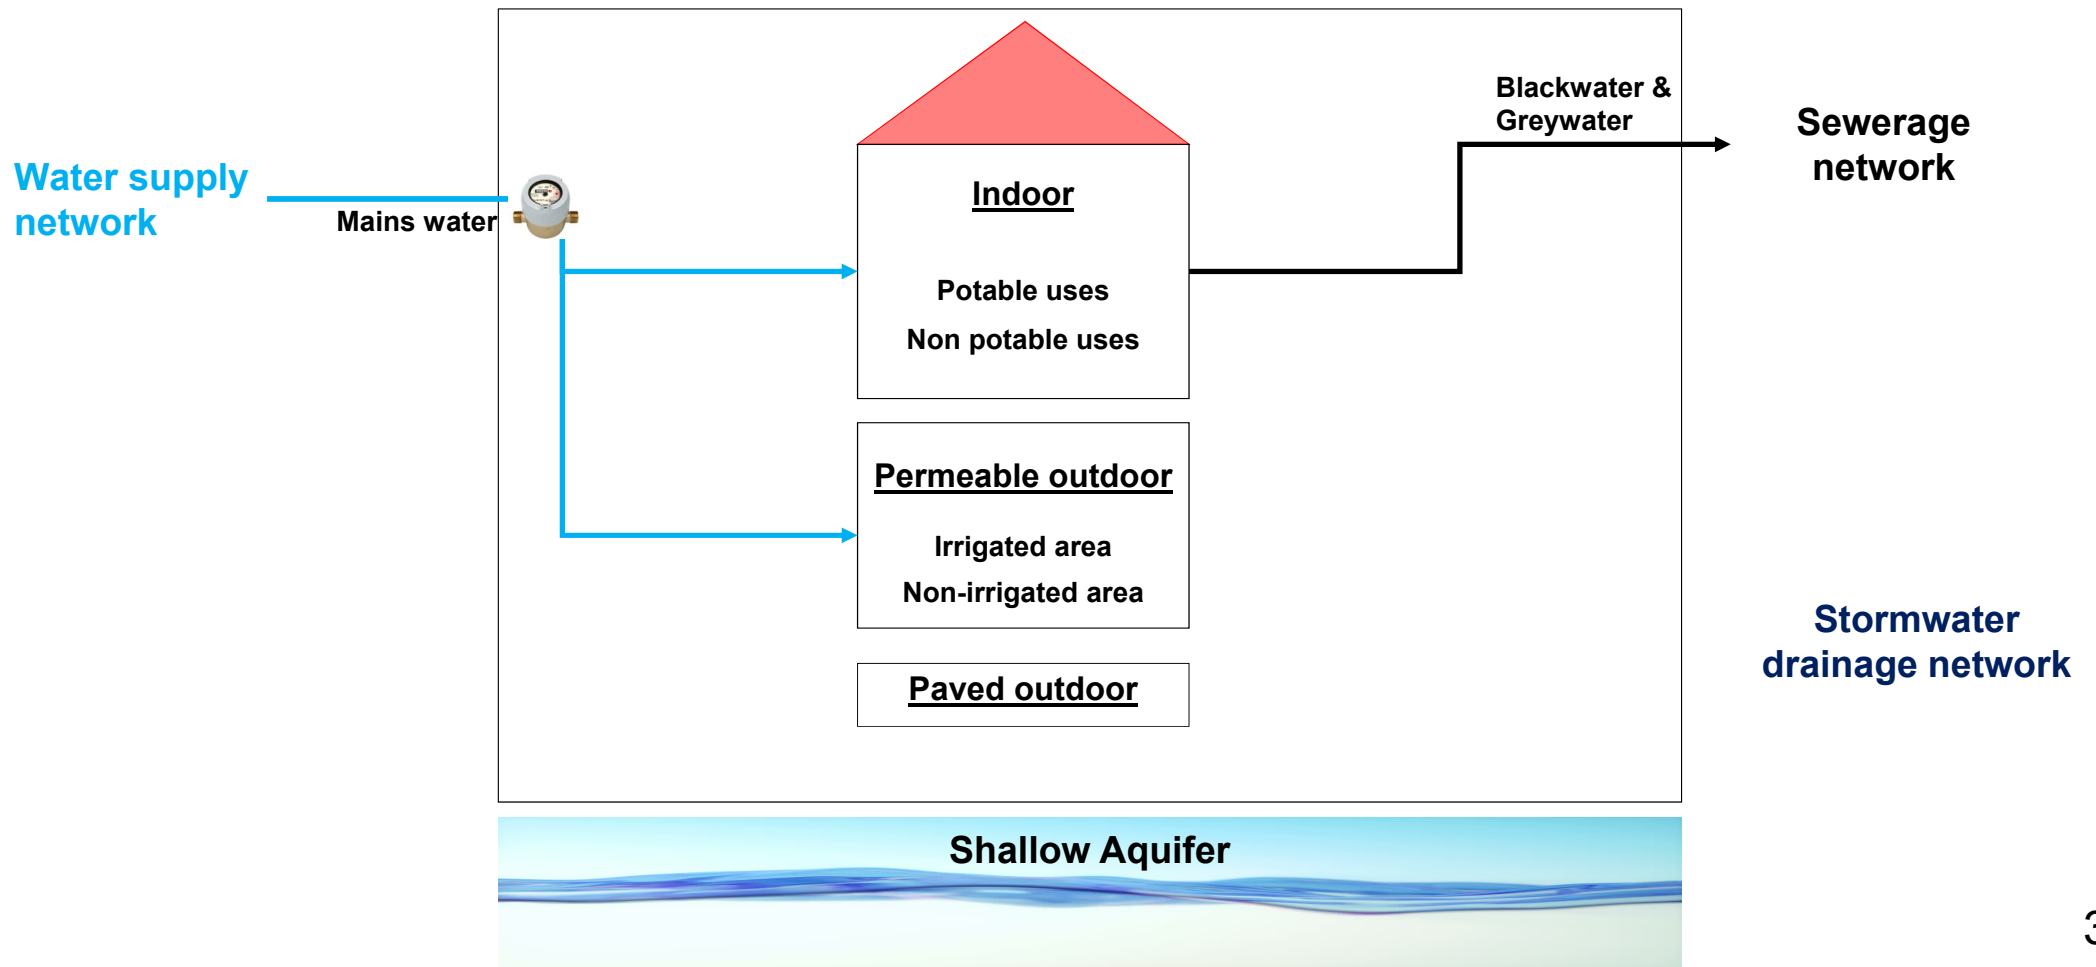 Water supply
network
Mains water
Indoor
Potable uses
Non potable uses
Permeable outdoor
Irrigated area
Non-irrigated area
Paved outdoor
Blackwater &
Greywater
Sewerage
network
Stormwater
drainage network
Shallow Aquifer
3